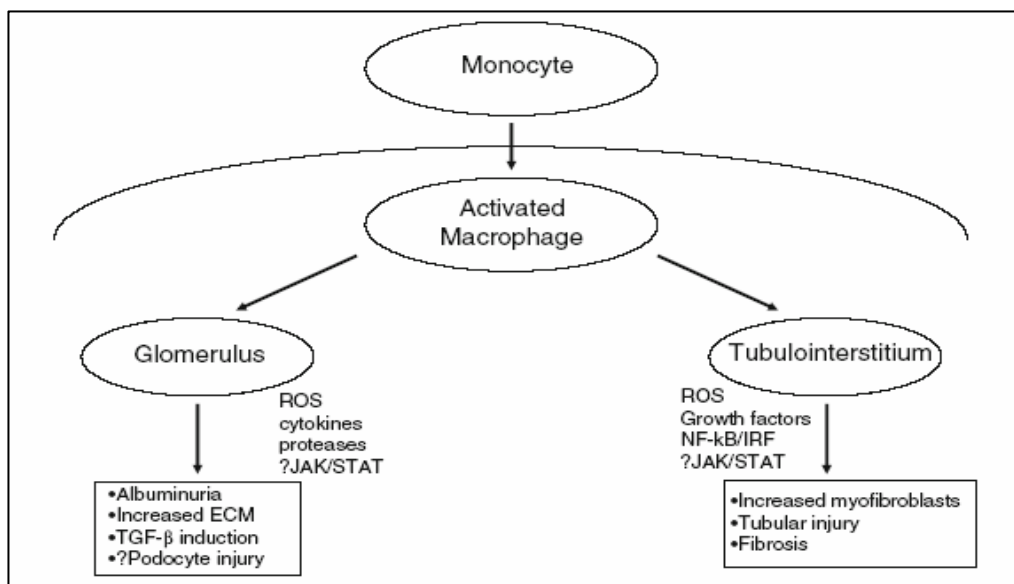 Monocyte
Activated
Macrophage
Glomerulus
Tubulointerstitium
ROS
cytokines
proteases
?JAK/STAT
ROS
Growth factors
NF-kB/IRF
?JAK/STAT
•Albuminuria
•Increased ECM
•TGF-β induction
•?Podocyte injury
•Increased myofibroblasts
•Tubular injury
•Fibrosis